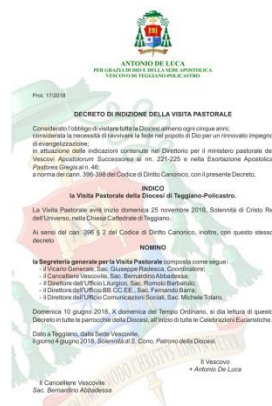 ANTONIO DE LUCA
PER GRAZIA DI DIO E DELLA SEDE APOSTOLICA
VESCOVO DI TEGGIANO-POLICASTRO
Prot. 17/2018
DECRETO DI INDIZIONE DELLA VISITA PASTORALE
Considerato l'obbligo di visitare tutta la Diocesi almeno ogni cinque anni;
considerata la necessità di ravvivare la fede nel popolo di Dio per un rinnovato impegno
di evangelizzazione;
in attuazione delle indicazioni contenute nel Direttorio per il ministero pastorale dei
Vescovi Apostolorum Successores ai nn. 221-225 e nella Esortazione Apostolica
Pastores Gregis al n. 46;
a norma dei cann. 396-398 del Codice di Diritto Canonico, con il presente Decreto,
INDICO
la Visita Pastorale della Diocesi di Teggiano-Policastro.
La Visita Pastorale avrà inizio domenica 25 novembre 2018, Solennità di Cristo Re
dell'Universo, nella Chiesa Cattedrale di Teggiano.
Ai sensi del can. 396 § 2 del Codice di Diritto Canonico, inoltre, con questo stesso
decreto
NOMINO
la Segreteria generale per la Visita Pastorale composta come segue:
- il Vicario Generale, Sac. Giuseppe Radesca, Coordinatore;
- il Cancelliere Vescovile, Sac. Bernardino Abbadessa;
- il Direttore dell'Ufficio Liturgico, Sac. Romolo Barbarulo;
- il Direttore dell'Ufficio BB.CC.EE., Sac. Fernando Barra;
- il Direttore dell'Ufficio Comunicazioni Sociali, Sac. Michele Totaro.
Domenica 10 giugno 2018, X domenica del Tempo Ordinario, si dia lettura di questo
Decreto in tutte le parrocchie della Diocesi, all'inizio di tutte le Celebrazioni Eucaristiche.
Dato a Teggiano, dalla Sede Vescovile,
il giorno 4 giugno 2018, Solennità di S. Cono, Patrono della Diocesi.
Il Vescovo
+ Antonio De Luca
Il Cancelliere Vescovile
Sac. Bernardino Abbadessa